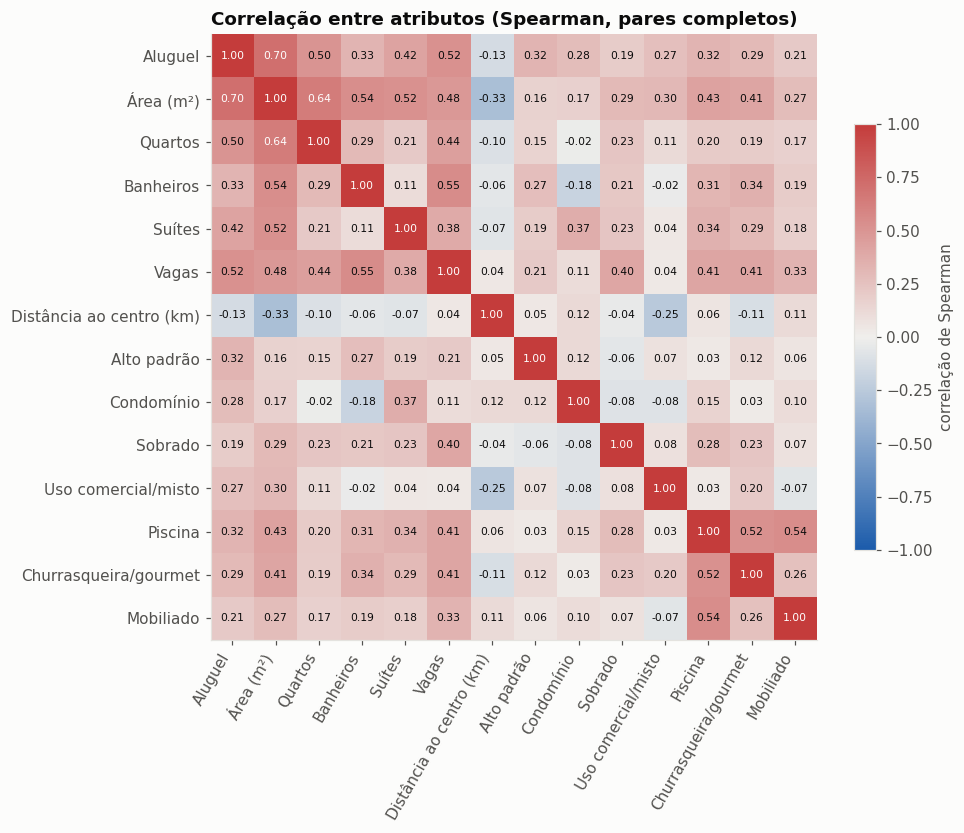 Correlação entre atributos (Spearman, pares completos)
Aluguel 1.00 0.70 0.50 0.33 0.42 0.52 -0.13 0.32 0.28 0.19 0.27 0.32 0.29 0.21
Área (m²) 0.70 1.00 0.64 0.54 0.52 0.48 -0.33 0.16 0.17 0.29 0.30 0.43 0.41 0.27
Quartos 0.50 0.64 1.00 0.29 0.21 0.44 -0.10 0.15 -0.02 0.23 0.11 0.20 0.19 0.17
Banheiros 0.33 0.54 0.29 1.00 0.11 0.55 -0.06 0.27 -0.18 0.21 -0.02 0.31 0.34 0.19
Suítes 0.42 0.52 0.21 0.11 1.00 0.38 -0.07 0.19 0.37 0.23 0.04 0.34 0.29 0.18
Vagas 0.52 0.48 0.44 0.55 0.38 1.00 0.04 0.21 0.11 0.40 0.04 0.41 0.41 0.33
Distância ao centro (km) -0.13 -0.33 -0.10 -0.06 -0.07 0.04 1.00 0.05 0.12 -0.04 -0.25 0.06 -0.11 0.11
Alto padrão 0.32 0.16 0.15 0.27 0.19 0.21 0.05 1.00 0.12 -0.06 0.07 0.03 0.12 0.06
Condomínio 0.28 0.17 -0.02 -0.18 0.37 0.11 0.12 0.12 1.00 -0.08 -0.08 0.15 0.03 0.10
Sobrado 0.19 0.29 0.23 0.21 0.23 0.40 -0.04 -0.06 -0.08 1.00 0.08 0.28 0.23 0.07
Uso comercial/misto 0.27 0.30 0.11 -0.02 0.04 0.04 -0.25 0.07 -0.08 0.08 1.00 0.03 0.20 -0.07
Piscina 0.32 0.43 0.20 0.31 0.34 0.41 0.06 0.03 0.15 0.28 0.03 1.00 0.52 0.54
Churrasqueira/gourmet 0.29 0.41 0.19 0.34 0.29 0.41 -0.11 0.12 0.03 0.23 0.20 0.52 1.00 0.26
Mobiliado 0.21 0.27 0.17 0.19 0.18 0.33 0.11 0.06 0.10 0.07 -0.07 0.54 0.26 1.00
Aluguel
Área (m²)
Quartos
Banheiros
Suítes
Vagas
Distância ao centro (km)
Alto padrão
Condomínio
Sobrado
Uso comercial/misto
Piscina
Churrasqueira/gourmet
Mobiliado
1.00
0.75
0.50
0.25
0.00
−0.25
−0.50
−0.75
−1.00
correlação de Spearman